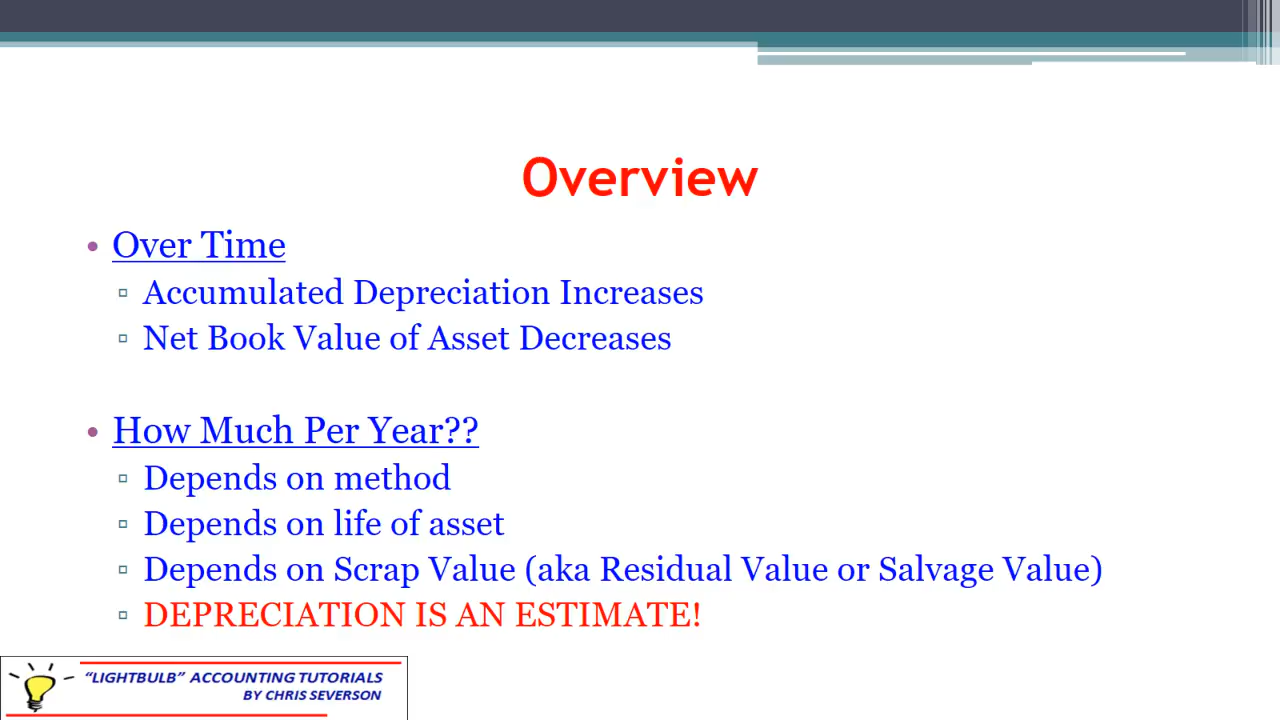 Overview
• Over Time
▫ Accumulated Depreciation Increases
▫ Net Book Value of Asset Decreases
• How Much Per Year??
▫ Depends on method
▫ Depends on life of asset
▫ Depends on Scrap Value (aka Residual Value or Salvage Value)
▫ DEPRECIATION IS AN ESTIMATE!
“LIGHTBULB” ACCOUNTING TUTORIALS
BY CHRIS SEVERSON